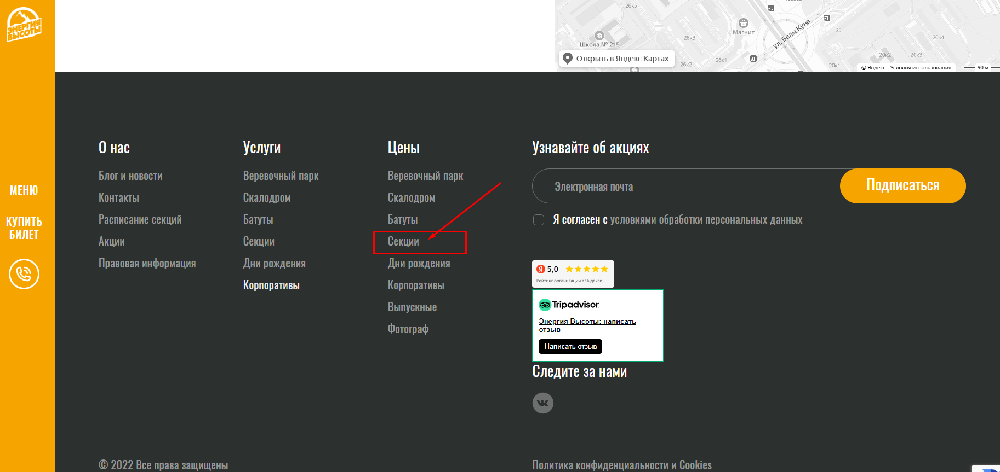 ЭНЕРГИЯ
ВЫСОТЫ
26к5
Школа № 215
26к3
Магнит
ул. Белы Куна
25
20к4
Открыть в Яндекс Картах
26к2
26к1
20к2
20к3
20к1
© Яндекс Условия использования
90 м
МЕНЮ
КУПИТЬ
БИЛЕТ
О нас
Блог и новости
Контакты
Расписание секций
Акции
Правовая информация
Услуги
Веревочный парк
Скалодром
Батуты
Секции
Дни рождения
Корпоративы
Цены
Веревочный парк
Скалодром
Батуты
Секции
Дни рождения
Корпоративы
Выпускные
Фотограф
Узнавайте об акциях
Электронная почта
Подписаться
Я согласен с условиями обработки персональных данных
Я 5,0
Рейтинг организации в Яндексе
Tripadvisor
Энергия Высоты: написать
отзыв
Написать отзыв
Следите за нами
© 2022 Все права защищены
Политика конфиденциальности и Cookies